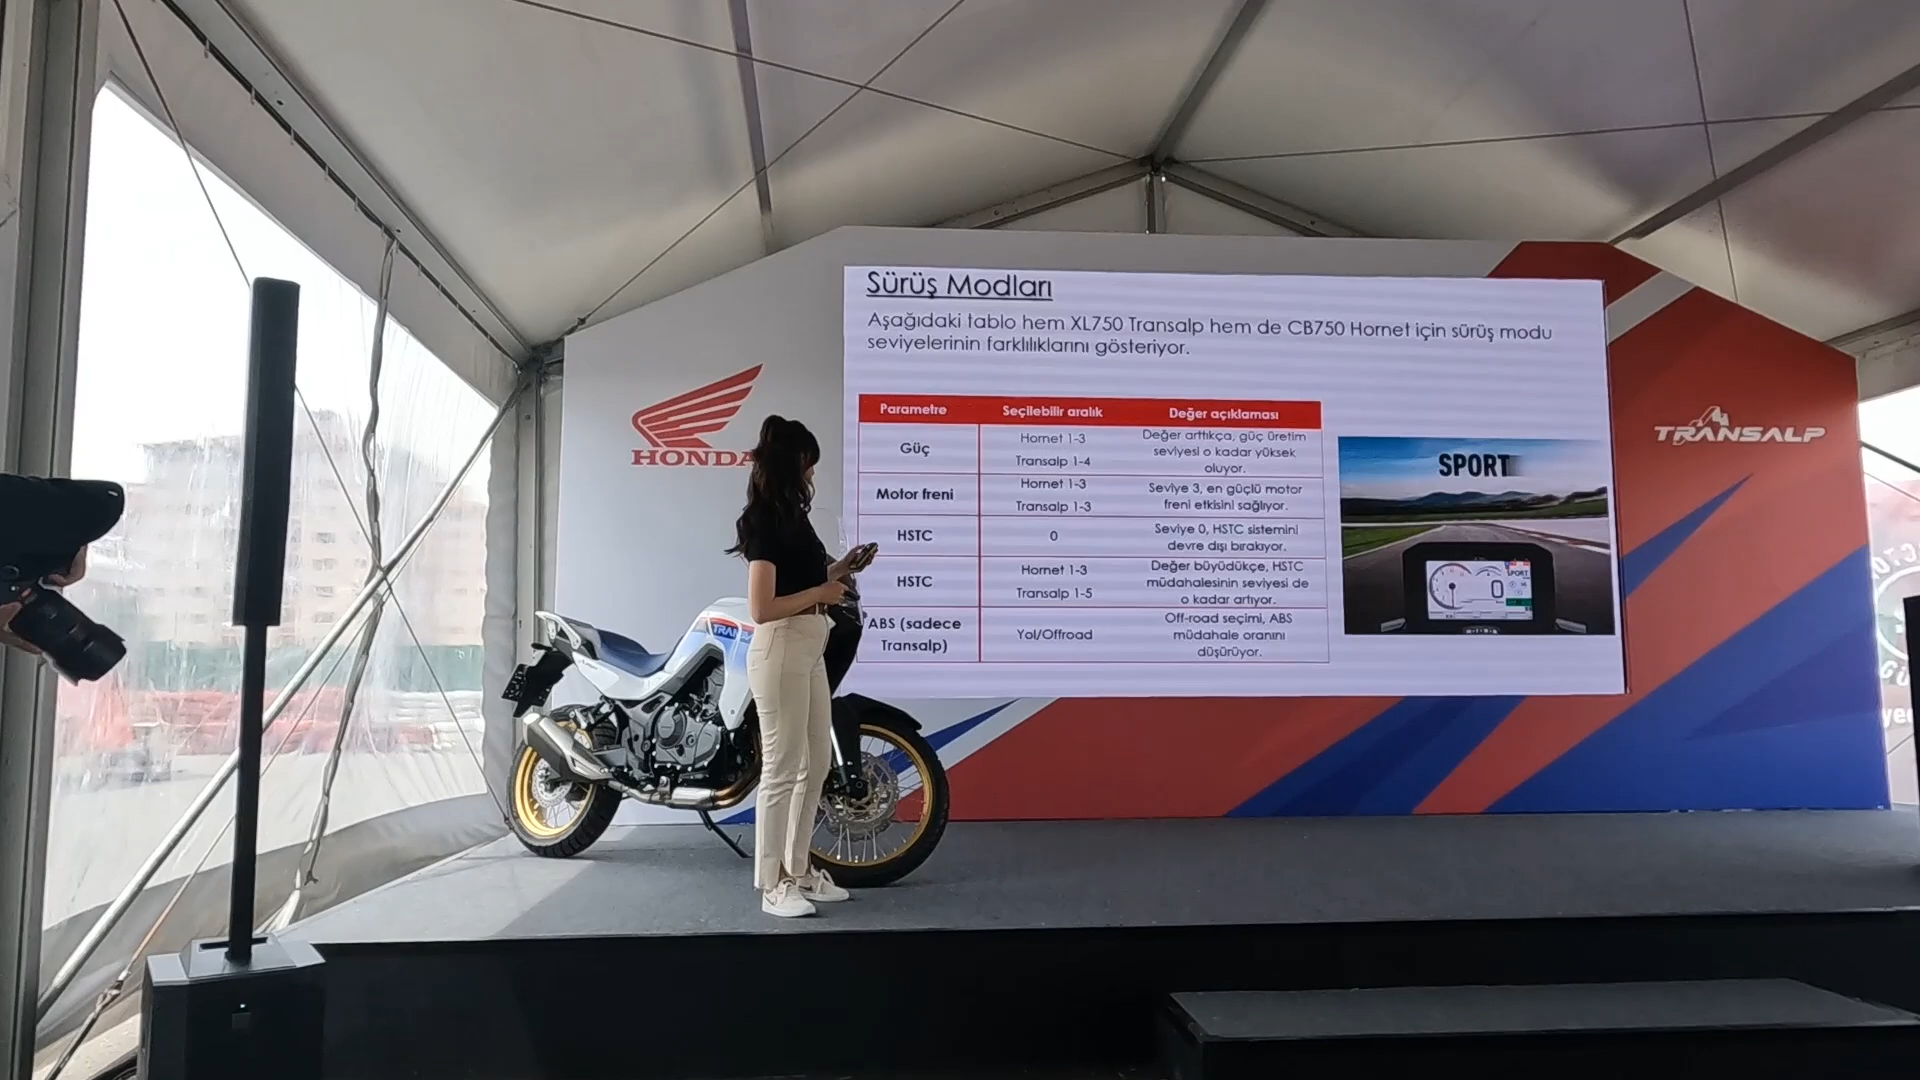 Sürüş Modları
Aşağıdaki tablo hem XL750 Transalp hem de CB750 Hornet için sürüş modu
seviyelerinin farklılıklarını gösteriyor.
Parametre Seçilebilir aralık Değer açıklaması
Güç
Hornet 1-3
Transalp 1-4
Değer arttıkça, güç üretim
seviyesi o kadar yüksek
oluyor.
Motor freni
Hornet 1-3
Transalp 1-3
Seviye 3, en güçlü motor
freni etkisini sağlıyor.
HSTC
0
Seviye 0, HSTC sistemini
devre dışı bırakıyor.
HSTC
Hornet 1-3
Transalp 1-5
Değer büyüdükçe, HSTC
müdahalesinin seviyesi de
o kadar artıyor.
ABS (sadece
Transalp)
Yol/Offroad
Off-road seçimi, ABS
müdahale oranını
düşürüyor.
SPORT
SPORT
0
HONDA
TRANSALP
TRANS